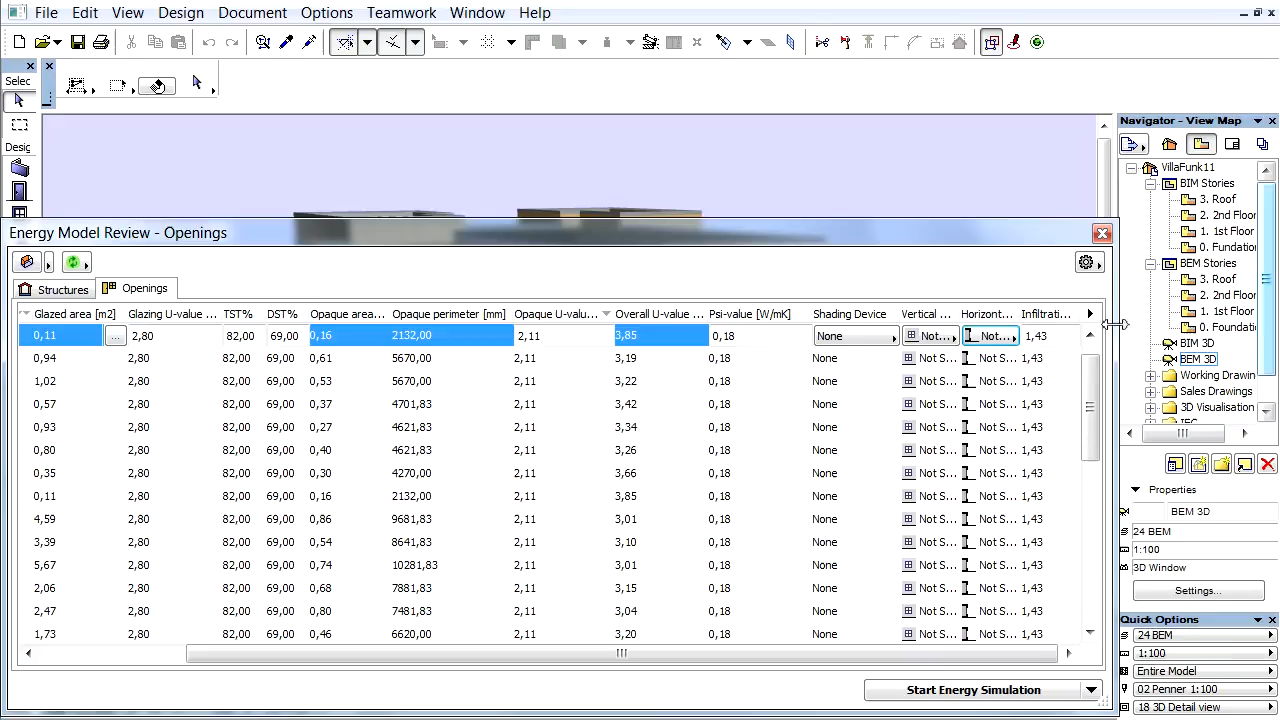 File Edit View Design Document Options Teamwork Window Help
Selec
Desig
Navigator - View Map
VillaFunk11
BIM Stories
3. Roof
2. 2nd Floor
1. 1st Floor
0. Fundation
BEM Stories
3. Roof
2. 2nd Floor
1. 1st Floor
0. Foundatio
BIM 3D
BEM 3D
Working Drawin
Sales Drawings
3D Visualisation
IFC
Properties
BEM 3D
24 BEM
1:100
3D Window
Settings...
Quick Options
24 BEM
1:100
Entire Model
02 Penner 1:100
18 3D Detail view
Energy Model Review - Openings
Structures Openings
Glazed area [m2] Glazing U-value ... TST% DST% Opaque area... Opaque perimeter [mm] Opaque U-valu... Overall U-value ... Psi-value [W/mK] Shading Device Vertical ... Horizont... Infiltrati...
0,11 ... 2,80 82,00 69,00 0,16 2132,00 2,11 3,85 0,18 None Not... Not... 1,43
0,94 2,80 82,00 69,00 0,61 5670,00 2,11 3,19 0,18 None Not S... Not S... 1,43
1,02 2,80 82,00 69,00 0,53 5670,00 2,11 3,22 0,18 None Not S... Not S... 1,43
0,57 2,80 82,00 69,00 0,37 4701,83 2,11 3,42 0,18 None Not S... Not S... 1,43
0,93 2,80 82,00 69,00 0,27 4621,83 2,11 3,34 0,18 None Not S... Not S... 1,43
0,80 2,80 82,00 69,00 0,40 4621,83 2,11 3,26 0,18 None Not S... Not S... 1,43
0,35 2,80 82,00 69,00 0,30 4270,00 2,11 3,66 0,18 None Not S... Not S... 1,43
0,11 2,80 82,00 69,00 0,16 2132,00 2,11 3,85 0,18 None Not S... Not S... 1,43
4,59 2,80 82,00 69,00 0,86 9681,83 2,11 3,01 0,18 None Not S... Not S... 1,43
3,39 2,80 82,00 69,00 0,54 8641,83 2,11 3,10 0,18 None Not S... Not S... 1,43
5,67 2,80 82,00 69,00 0,74 10281,83 2,11 3,01 0,18 None Not S... Not S... 1,43
2,06 2,80 82,00 69,00 0,68 7881,83 2,11 3,15 0,18 None Not S... Not S... 1,43
2,47 2,80 82,00 69,00 0,80 7481,83 2,11 3,04 0,18 None Not S... Not S... 1,43
1,73 2,80 82,00 69,00 0,46 6620,00 2,11 3,20 0,18 None Not S... Not S... 1,43
Start Energy Simulation